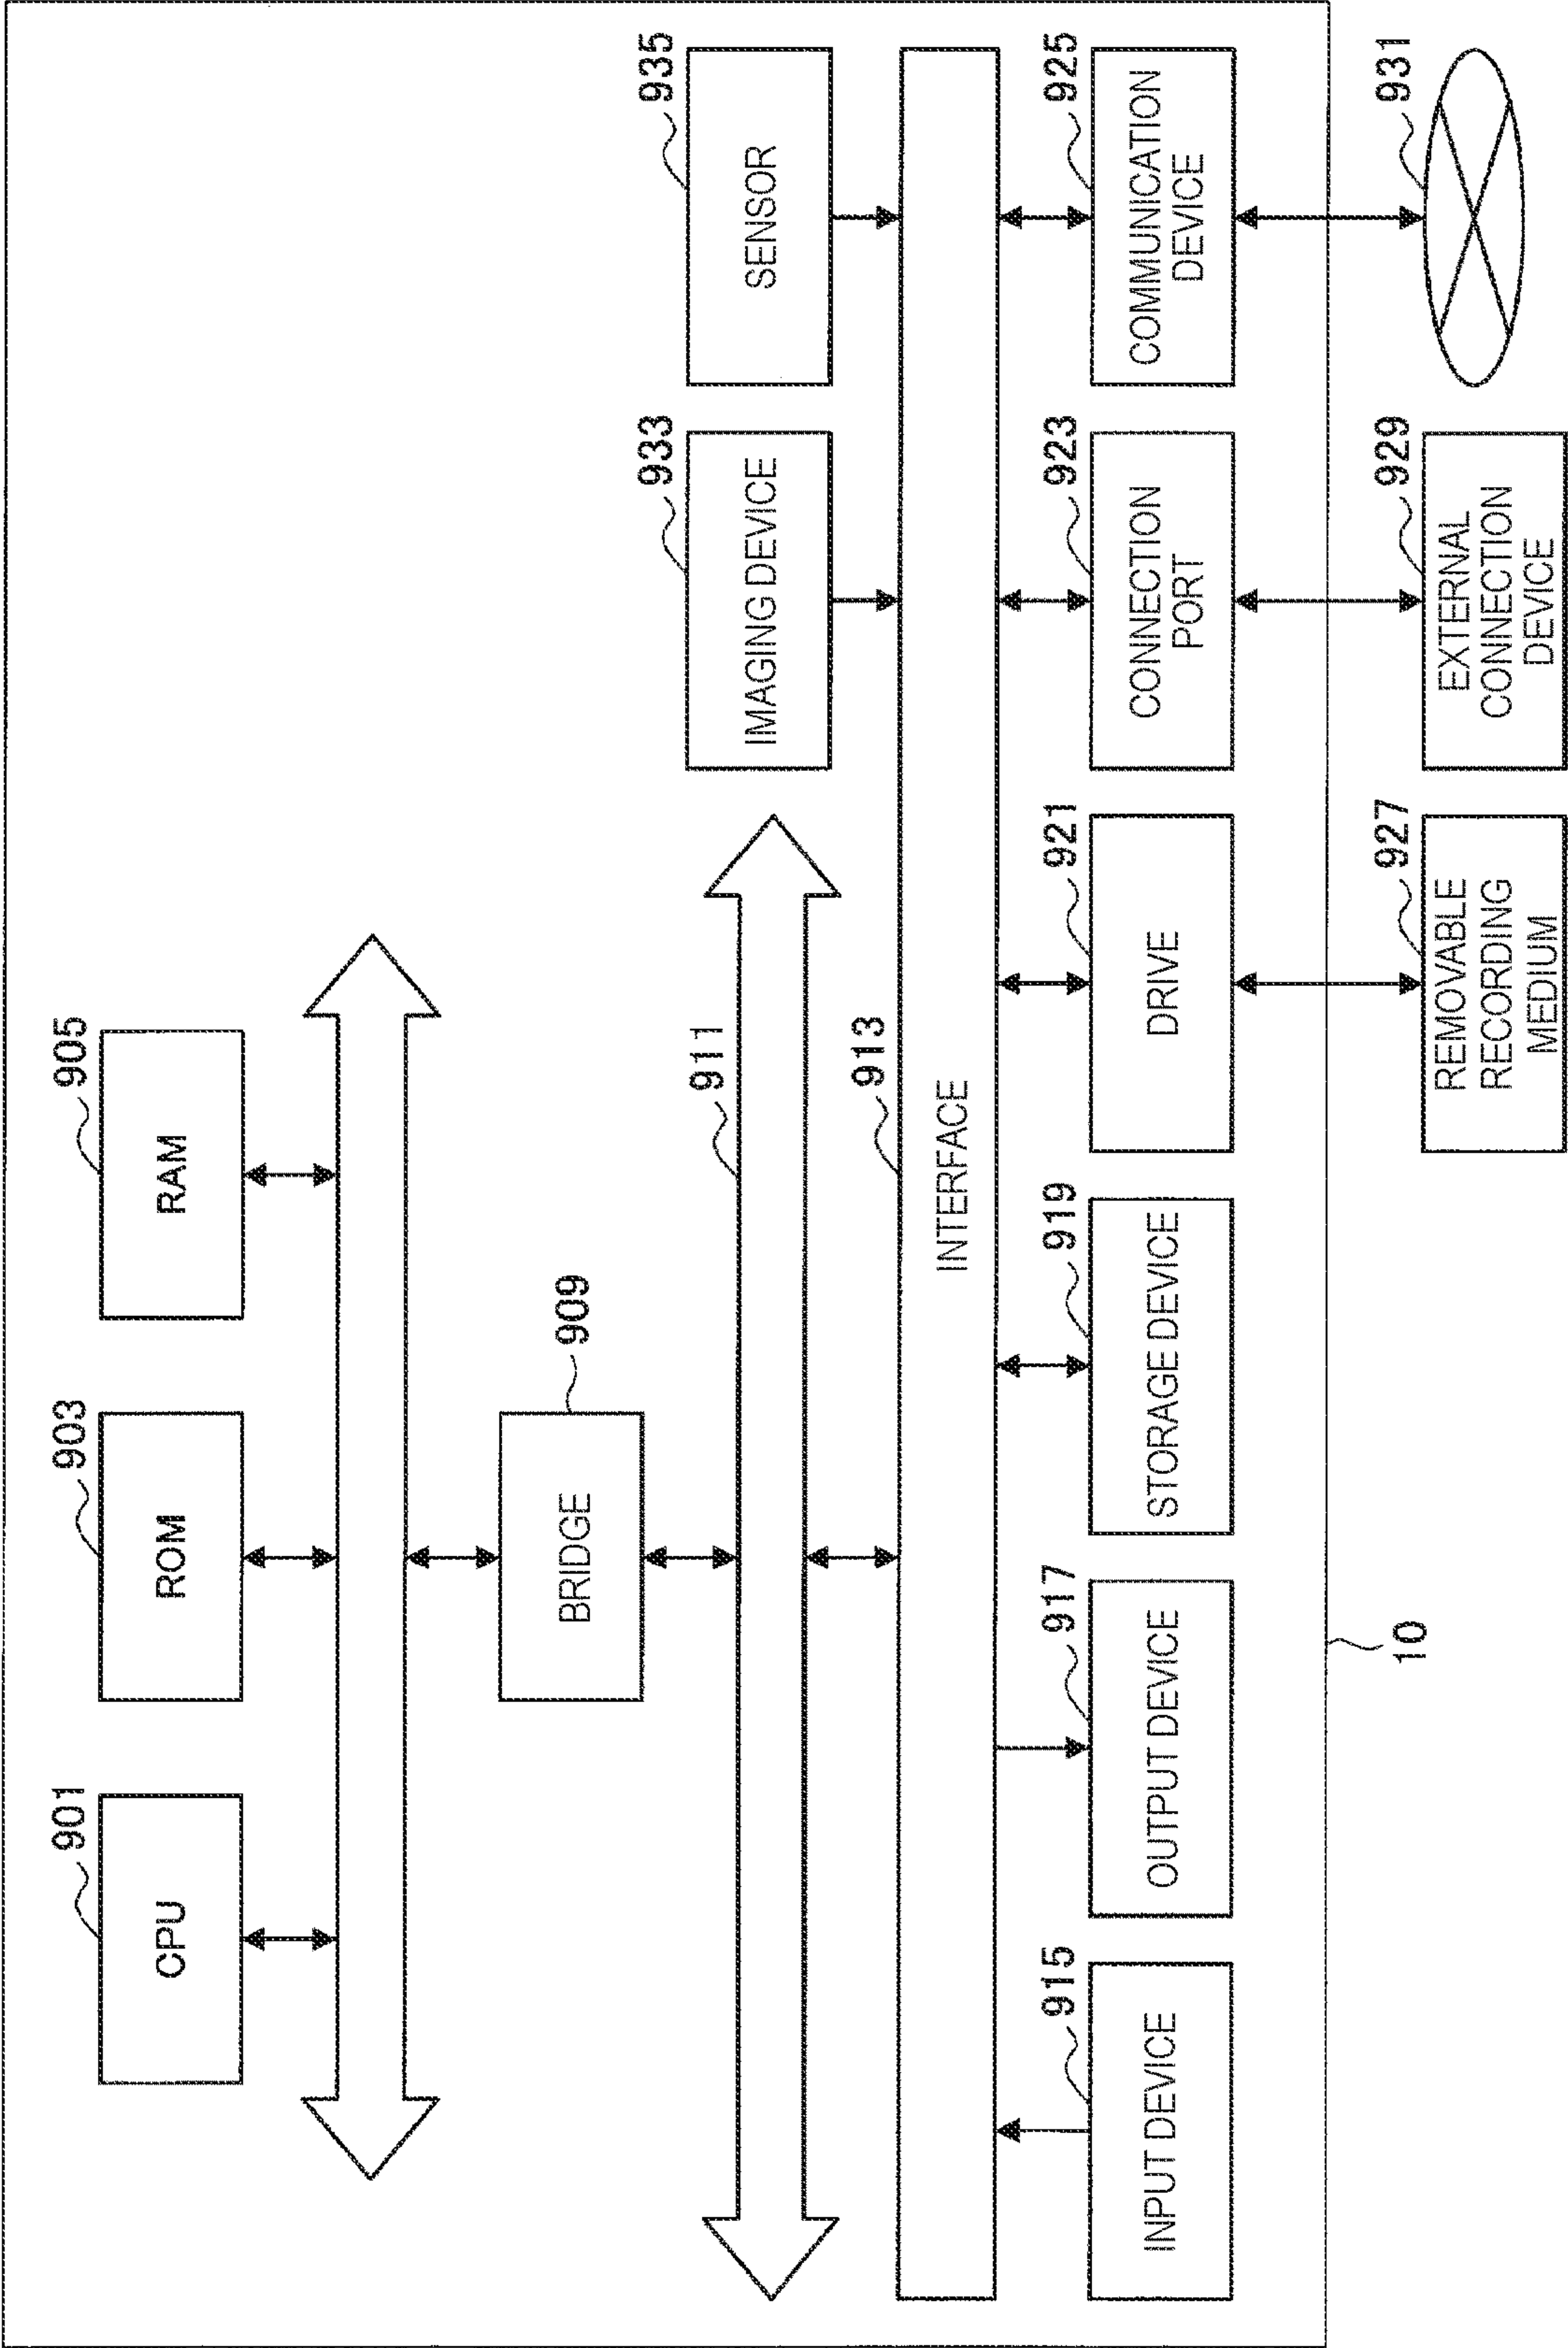 901
CPU
903
ROM
905
RAM
BRIDGE
909
911
933
IMAGING DEVICE
935
SENSOR
913
INTERFACE
915
INPUT DEVICE
917
OUTPUT DEVICE
919
STORAGE DEVICE
921
DRIVE
923
CONNECTION
PORT
925
COMMUNICATION
DEVICE
10
927
REMOVABLE
RECORDING
MEDIUM
929
EXTERNAL
CONNECTION
DEVICE
931